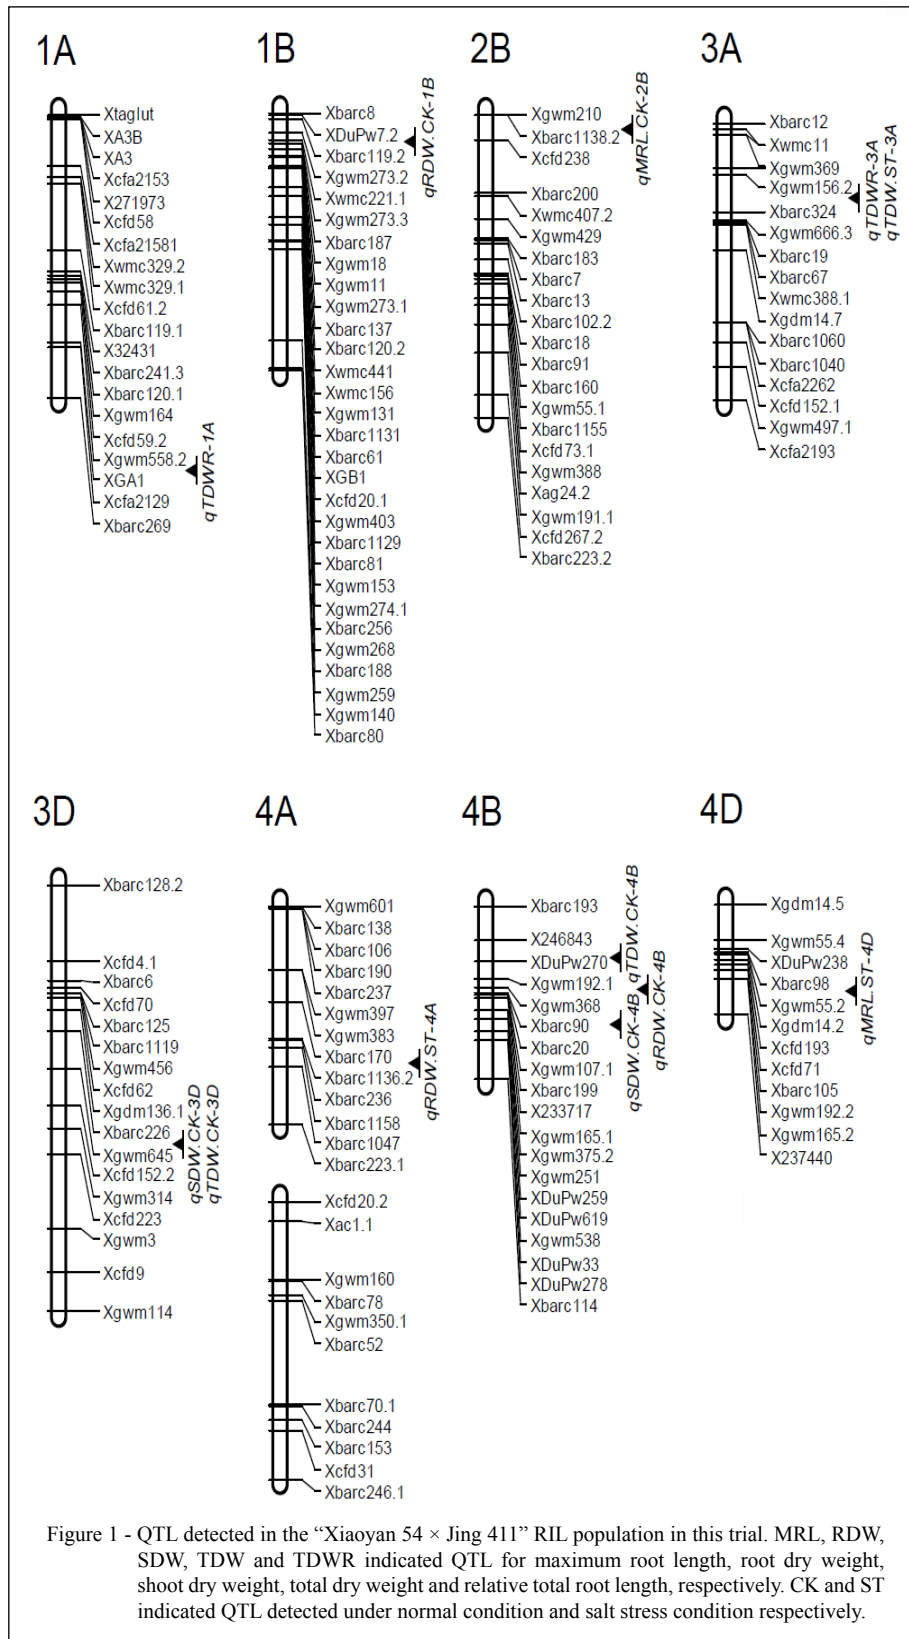 1A
Xtaglut
XA3B
XA3
Xcfa2153
X271973
Xcfd58
Xcfa21581
Xwmc329.2
Xwmc329.1
Xcfd61.2
Xbarc119.1
X32431
Xbarc241.3
Xbarc120.1
Xgwm164
Xcfd59.2
Xgwm558.2
XGA1
Xcfa2129
Xbarc269
qTDWR-1A
1B
Xbarc8
XDuPw7.2
Xbarc119.2
Xgwm273.2
Xwmc221.1
Xgwm273.3
Xbarc187
Xgwm18
Xgwm11
Xgwm273.1
Xbarc137
Xbarc120.2
Xwmc441
Xwmc156
Xgwm131
Xbarc1131
Xbarc61
XGB1
Xcfd20.1
Xgwm403
Xbarc1129
Xbarc81
Xgwm153
Xgwm274.1
Xbarc256
Xgwm268
Xbarc188
Xgwm259
Xgwm140
Xbarc80
qRDW.CK-1B
2B
Xgwm210
Xbarc1138.2
Xcfd238
Xbarc200
Xwmc407.2
Xgwm429
Xbarc183
Xbarc7
Xbarc13
Xbarc102.2
Xbarc18
Xbarc91
Xbarc160
Xgwm55.1
Xbarc1155
Xcfd73.1
Xgwm388
Xag24.2
Xgwm191.1
Xcfd267.2
Xbarc223.2
qMRL.CK-2B
3A
Xbarc12
Xwmc11
Xgwm369
Xgwm156.2
Xbarc324
Xgwm666.3
Xbarc19
Xbarc67
Xwmc388.1
Xgdm14.7
Xbarc1060
Xbarc1040
Xcfa2262
Xcfd152.1
Xgwm497.1
Xcfa2193
qTDWR-3A
qTDW.ST-3A
3D
Xbarc128.2
Xcfd4.1
Xbarc6
Xcfd70
Xbarc125
Xbarc1119
Xgwm456
Xcfd62
Xgdm136.1
Xbarc226
Xgwm645
Xcfd152.2
Xgwm314
Xcfd223
Xgwm3
Xcfd9
Xgwm114
qSDW.CK-3D
qTDW.CK-3D
4A
Xgwm601
Xbarc138
Xbarc106
Xbarc190
Xbarc237
Xgwm397
Xgwm383
Xbarc170
Xbarc1136.2
Xbarc236
Xbarc1158
Xbarc1047
Xbarc223.1
qRDW.ST-4A
Xcfd20.2
Xac1.1
Xgwm160
Xbarc78
Xgwm350.1
Xbarc52
Xbarc70.1
Xbarc244
Xbarc153
Xcfd31
Xbarc246.1
4B
Xbarc193
X246843
XDuPw270
Xgwm192.1
Xgwm368
Xbarc90
Xbarc20
Xgwm107.1
Xbarc199
X233717
Xgwm165.1
Xgwm375.2
Xgwm251
XDuPw259
XDuPw619
Xgwm538
XDuPw33
XDuPw278
Xbarc114
qTDW.CK-4B
qSDW.CK-4B
qRDW.CK-4B
4D
Xgdm14.5
Xgwm55.4
XDuPw238
Xbarc98
Xgwm55.2
Xgdm14.2
Xcfd193
Xcfd71
Xbarc105
Xgwm192.2
Xgwm165.2
X237440
qMRL.ST-4D
Figure 1 - QTL detected in the “Xiaoyan 54 × Jing 411” RIL population in this trial. MRL, RDW,
SDW, TDW and TDWR indicated QTL for maximum root length, root dry weight,
shoot dry weight, total dry weight and relative total root length, respectively. CK and ST
indicated QTL detected under normal condition and salt stress condition respectively.